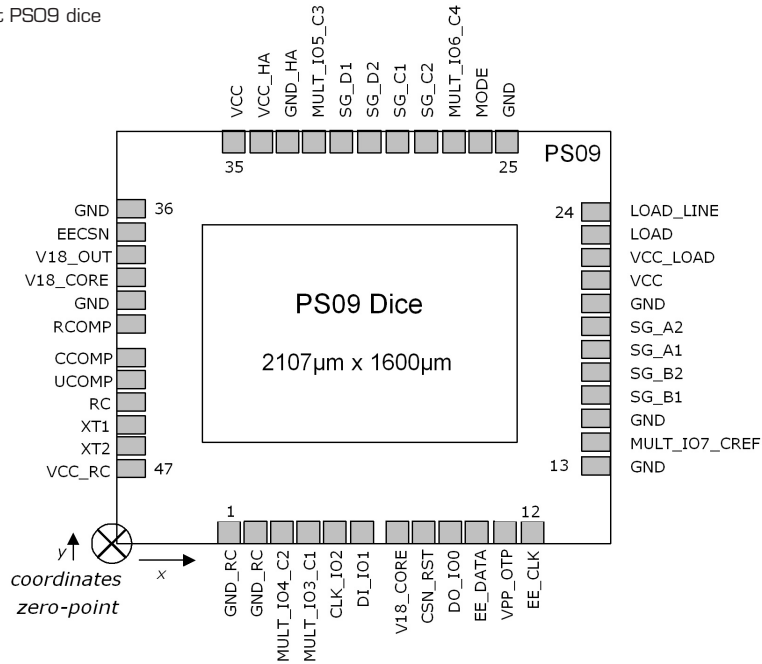 t PS09 dice
VCC
VCC_HA
GND_HA
MULT_IO5_C3
SG_D1
SG_D2
SG_C1
SG_C2
MULT_IO6_C4
MODE
GND
35
25
PS09
GND
36
EECSN
V18_OUT
V18_CORE
GND
RCOMP
CCOMP
UCOMP
RC
XT1
XT2
VCC_RC
47
PS09 Dice
2107µm x 1600µm
24
LOAD_LINE
LOAD
VCC_LOAD
VCC
GND
SG_A2
SG_A1
SG_B2
SG_B1
GND
MULT_IO7_CREF
13
GND
1
12
GND_RC
GND_RC
MULT_IO4_C2
MULT_IO3_C1
CLK_IO2
DI_IO1
V18_CORE
CSN_RST
DO_IO0
EE_DATA
VPP_OTP
EE_CLK
y
x
coordinates
zero-point